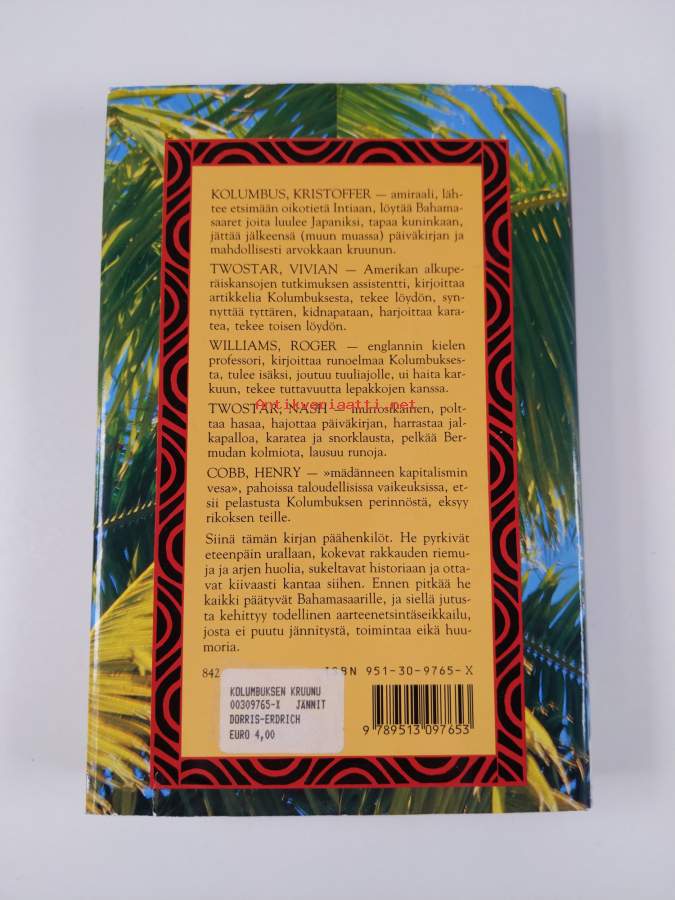 KOLUMBUS, KRISTOFFER — amiraali, läh-
tee etsimään oikotietä Intiaan, löytää Bahama-
saaret joita luulee Japaniksi, tapaa kuninkaan,
jättää jälkeensä (muun muassa) päiväkirjan ja
mahdollisesti arvokkaan kruunun.
TWOSTAR, VIVIAN — Amerikan alkupe-
räiskansojen tutkimuksen assistentti, kirjoittaa
artikkelia Kolumbuksesta, tekee löydön, syn-
nyttää tyttären, kidnapataan, harjoittaa kara-
tea, tekee toisen löydön.
WILLIAMS, ROGER — englannin kielen
professori, kirjoittaa runoelmaa Kolumbukses-
ta, tulee isäksi, joutuu tuuliajolle, ui haita kar-
kuun, tekee tuttavuutta lepakkojen kanssa.
Antikvariaatti.net
TWOSTAR, NASH — murrosikäinen, polt-
taa hasaa, hajottaa päiväkirjan, harrastaa jal-
kapalloa, karatea ja snorklausta, pelkää Ber-
mudan kolmiota, lausuu runoja.
COBB, HENRY — »mädänneen kapitalismin
vesa», pahoissa taloudellisissa vaikeuksissa, et-
sii pelastusta Kolumbuksen perinnöstä, eksyy
rikoksen teille.
Siinä tämän kirjan päähenkilöt. He pyrkivät
eteenpäin urallaan, kokevat rakkauden riemu-
ja ja arjen huolia, sukeltavat historiaan ja otta-
vat kiivaasti kantaa siihen. Ennen pitkää he
kaikki päätyvät Bahamasaarille, ja siellä jutus-
ta kehittyy todellinen aarteenetsintäseikkailu,
josta ei puutu jännitystä, toimintaa eikä huu-
moria.
842 ISBN 951-30-9765-X
KOLUMBUKSEN KRUUNU
00309765-X JÄNNIT
DORRIS-ERDRICH
EURO 4,00
9 789513 097653